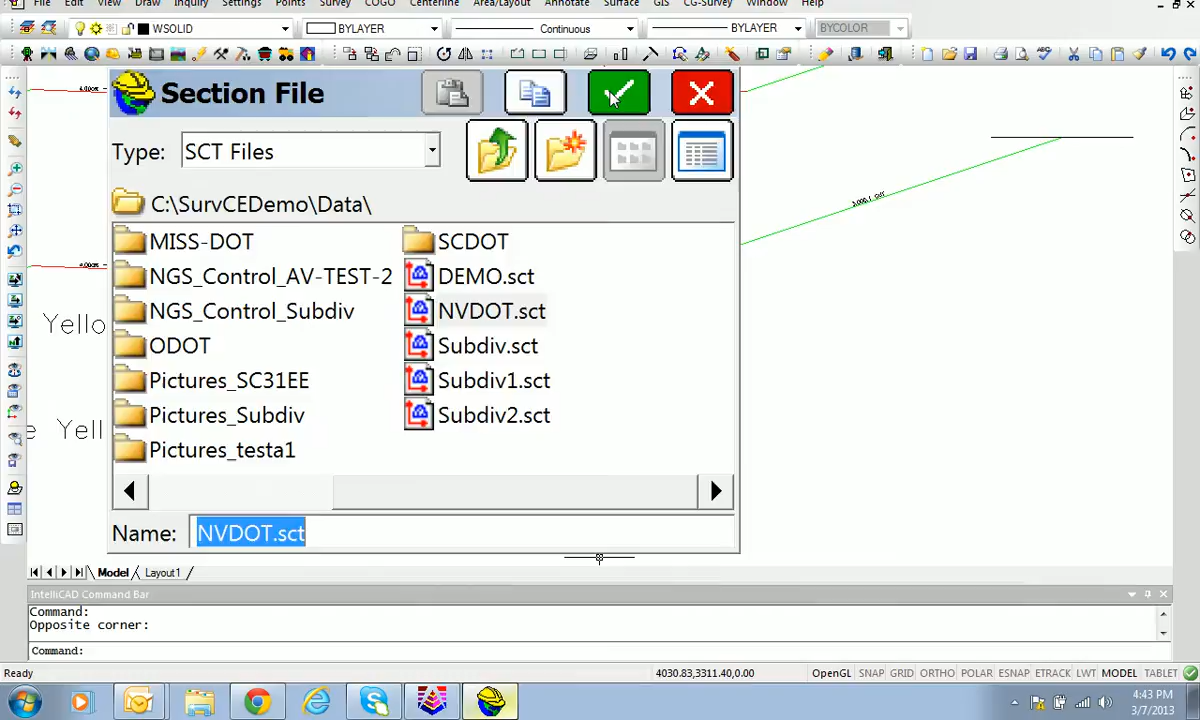 File Edit View Draw Inquiry Settings Points Survey COGO Centerline Area/Layout Annotate Surface GIS CG-Survey Window Help
WSOLID BYLAYER Continuous BYLAYER BYCOLOR
Section File
Type: SCT Files
C:\SurvCEDemo\Data\
MISS-DOT SCDOT
NGS_Control_AV-TEST-2 DEMO.sct
NGS_Control_Subdiv NVDOT.sct
ODOT Subdiv.sct
Pictures_SC31EE Subdiv1.sct
Pictures_Subdiv Subdiv2.sct
Pictures_testa1
Name: NVDOT.sct
Yello
e Yell
Model Layout1
IntelliCAD Command Bar
Command:
Opposite corner:
Command:
Ready 4030.83,3311.40,0.00 OpenGL SNAP GRID ORTHO POLAR ESNAP ETRACK LWT MODEL TABLET
4:43 PM
3/7/2013